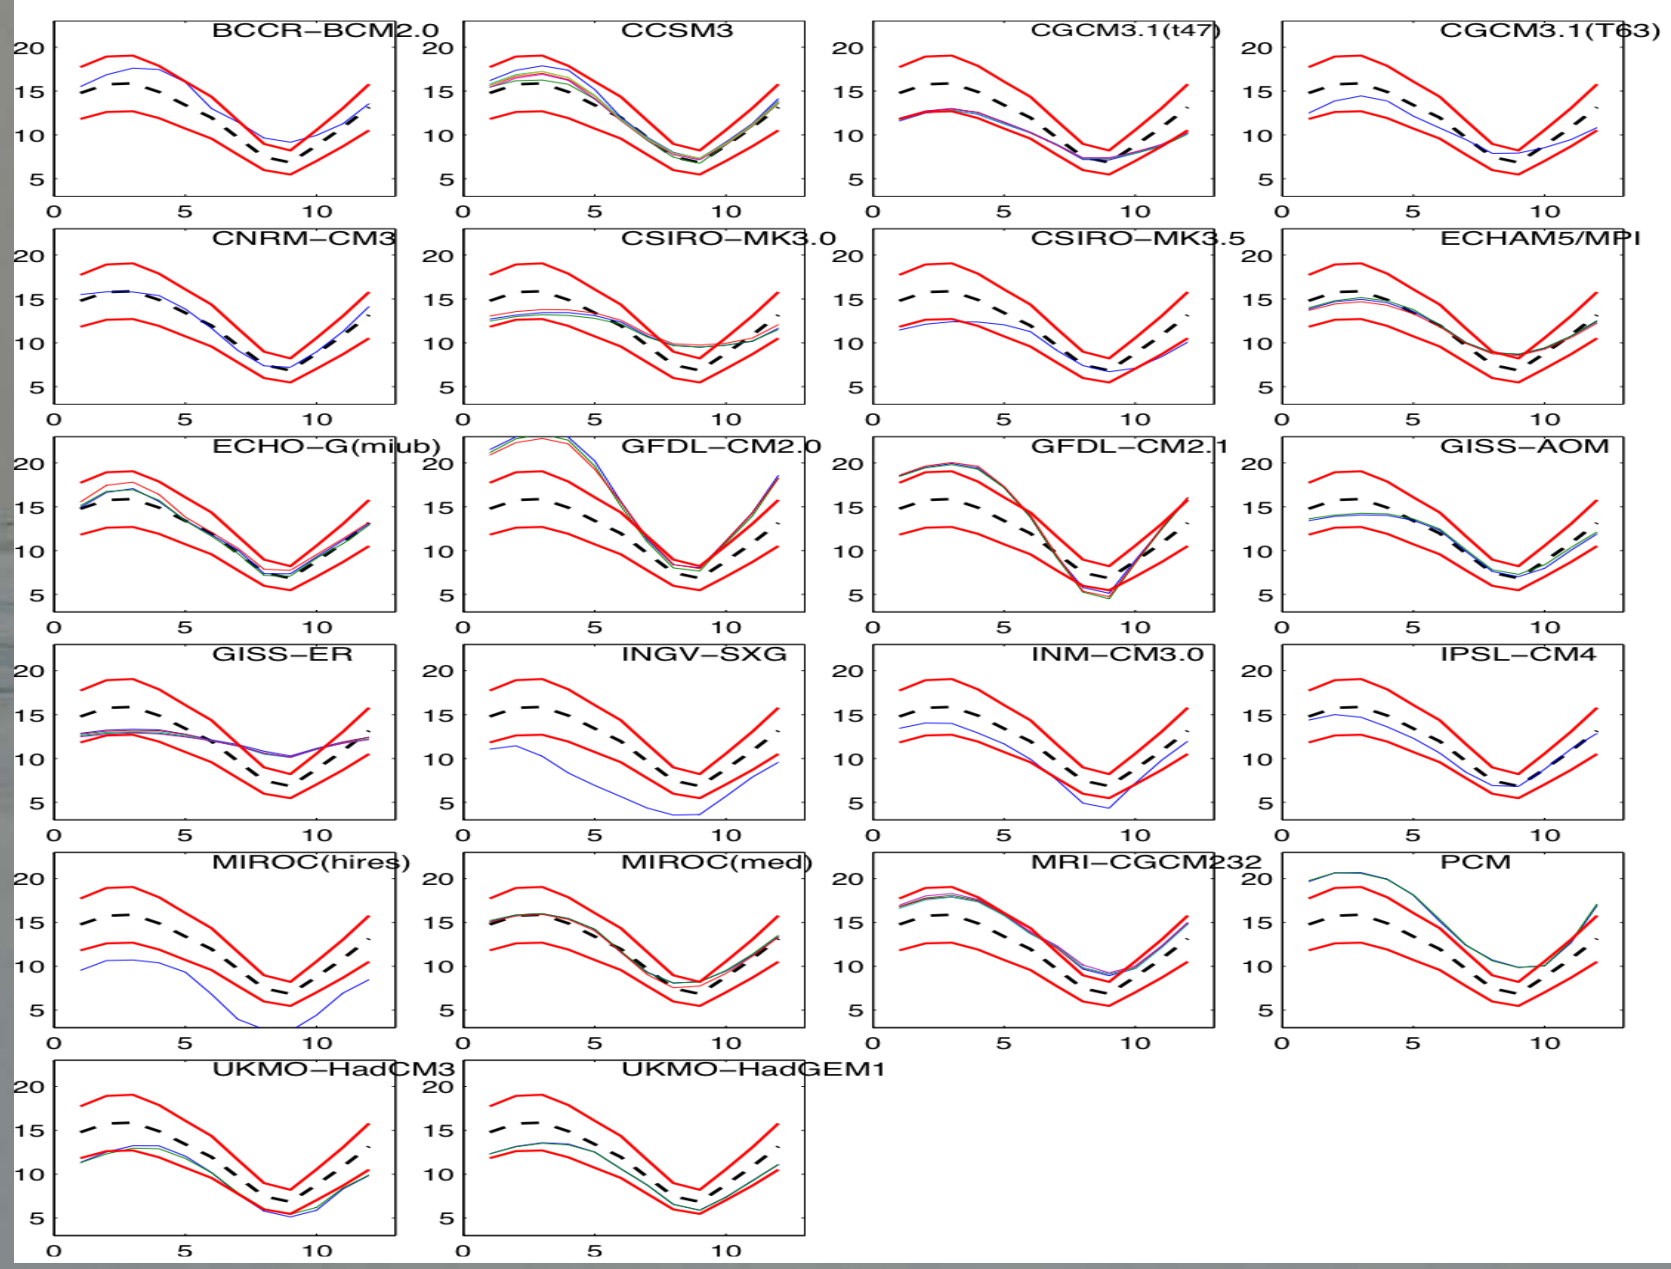 BCCR−BCM2.0 CCSM3 CGCM3.1(t47) CGCM3.1(T63)
20 20 20 20
15 15 15 15
10 10 10 10
5 5 5 5
0 5 10 0 5 10 0 5 10 0 5 10
CNRM−CM3 CSIRO−MK3.0 CSIRO−MK3.5 ECHAM5/MPI
20 20 20 20
15 15 15 15
10 10 10 10
5 5 5 5
0 5 10 0 5 10 0 5 10 0 5 10
ECHO−G(miub) GFDL−CM2.0 GFDL−CM2.1 GISS−AOM
20 20 20 20
15 15 15 15
10 10 10 10
5 5 5 5
0 5 10 0 5 10 0 5 10 0 5 10
GISS−ER INGV−SXG INM−CM3.0 IPSL−CM4
20 20 20 20
15 15 15 15
10 10 10 10
5 5 5 5
0 5 10 0 5 10 0 5 10 0 5 10
MIROC(hires) MIROC(med) MRI−CGCM232 PCM
20 20 20 20
15 15 15 15
10 10 10 10
5 5 5 5
0 5 10 0 5 10 0 5 10 0 5 10
UKMO−HadCM3 UKMO−HadGEM1
20 20
15 15
10 10
5 5
0 5 10 0 5 10